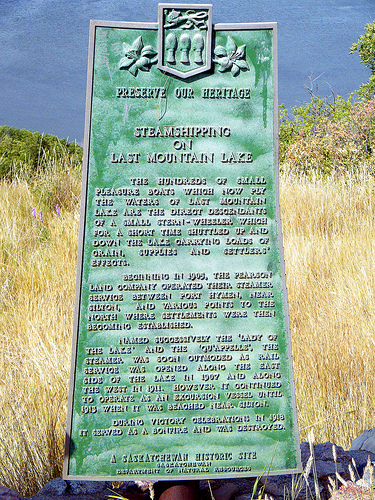 PRESERVE OUR HERITAGE
STEAMSHIPPING
ON
LAST MOUNTAIN LAKE
THE HUNDREDS OF SMALL
PLEASURE BOATS WHICH NOW PLY
THE WATERS OF LAST MOUNTAIN
LAKE ARE THE DIRECT DESCENDANTS
OF A SMALL STERN-WHEELER WHICH
FOR A SHORT TIME SHUTTLED UP AND
DOWN THE LAKE CARRYING LOADS OF
GRAIN, SUPPLIES AND SETTLERS'
EFFECTS.
BEGINNING IN 1905, THE PEARSON
LAND COMPANY OPERATED THEIR STEAMER
SERVICE BETWEEN PORT HYMEN, NEAR
SILTON, AND VARIOUS POINTS TO THE
NORTH WHERE SETTLEMENTS WERE THEN
BECOMING ESTABLISHED.
NAMED SUCCESSIVELY THE 'LADY OF
THE LAKE' AND THE 'QU'APPELLE', THE
STEAMER WAS SOON OUTMODED AS RAIL
SERVICE WAS OPENED ALONG THE EAST
SIDE OF THE LAKE IN 1907 AND ALONG
THE WEST IN 1911. HOWEVER IT CONTINUED
TO OPERATE AS AN EXCURSION VESSEL UNTIL
1913 WHEN IT WAS BEACHED NEAR SILTON.
DURING VICTORY CELEBRATIONS IN 1918
IT SERVED AS A BONFIRE AND WAS DESTROYED.
A SASKATCHEWAN HISTORIC SITE
SASKATCHEWAN
DEPARTMENT OF NATURAL RESOURCES